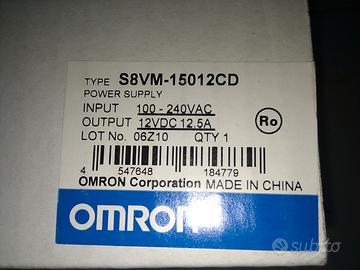 TYPE S8VM-15012CD
POWER SUPPLY
INPUT 100 - 240VAC
OUTPUT 12VDC 12.5A
LOT No. 06Z10 QTY 1
Ro
4 547648 184779
OMRON Corporation MADE IN CHINA
OMRON
subito